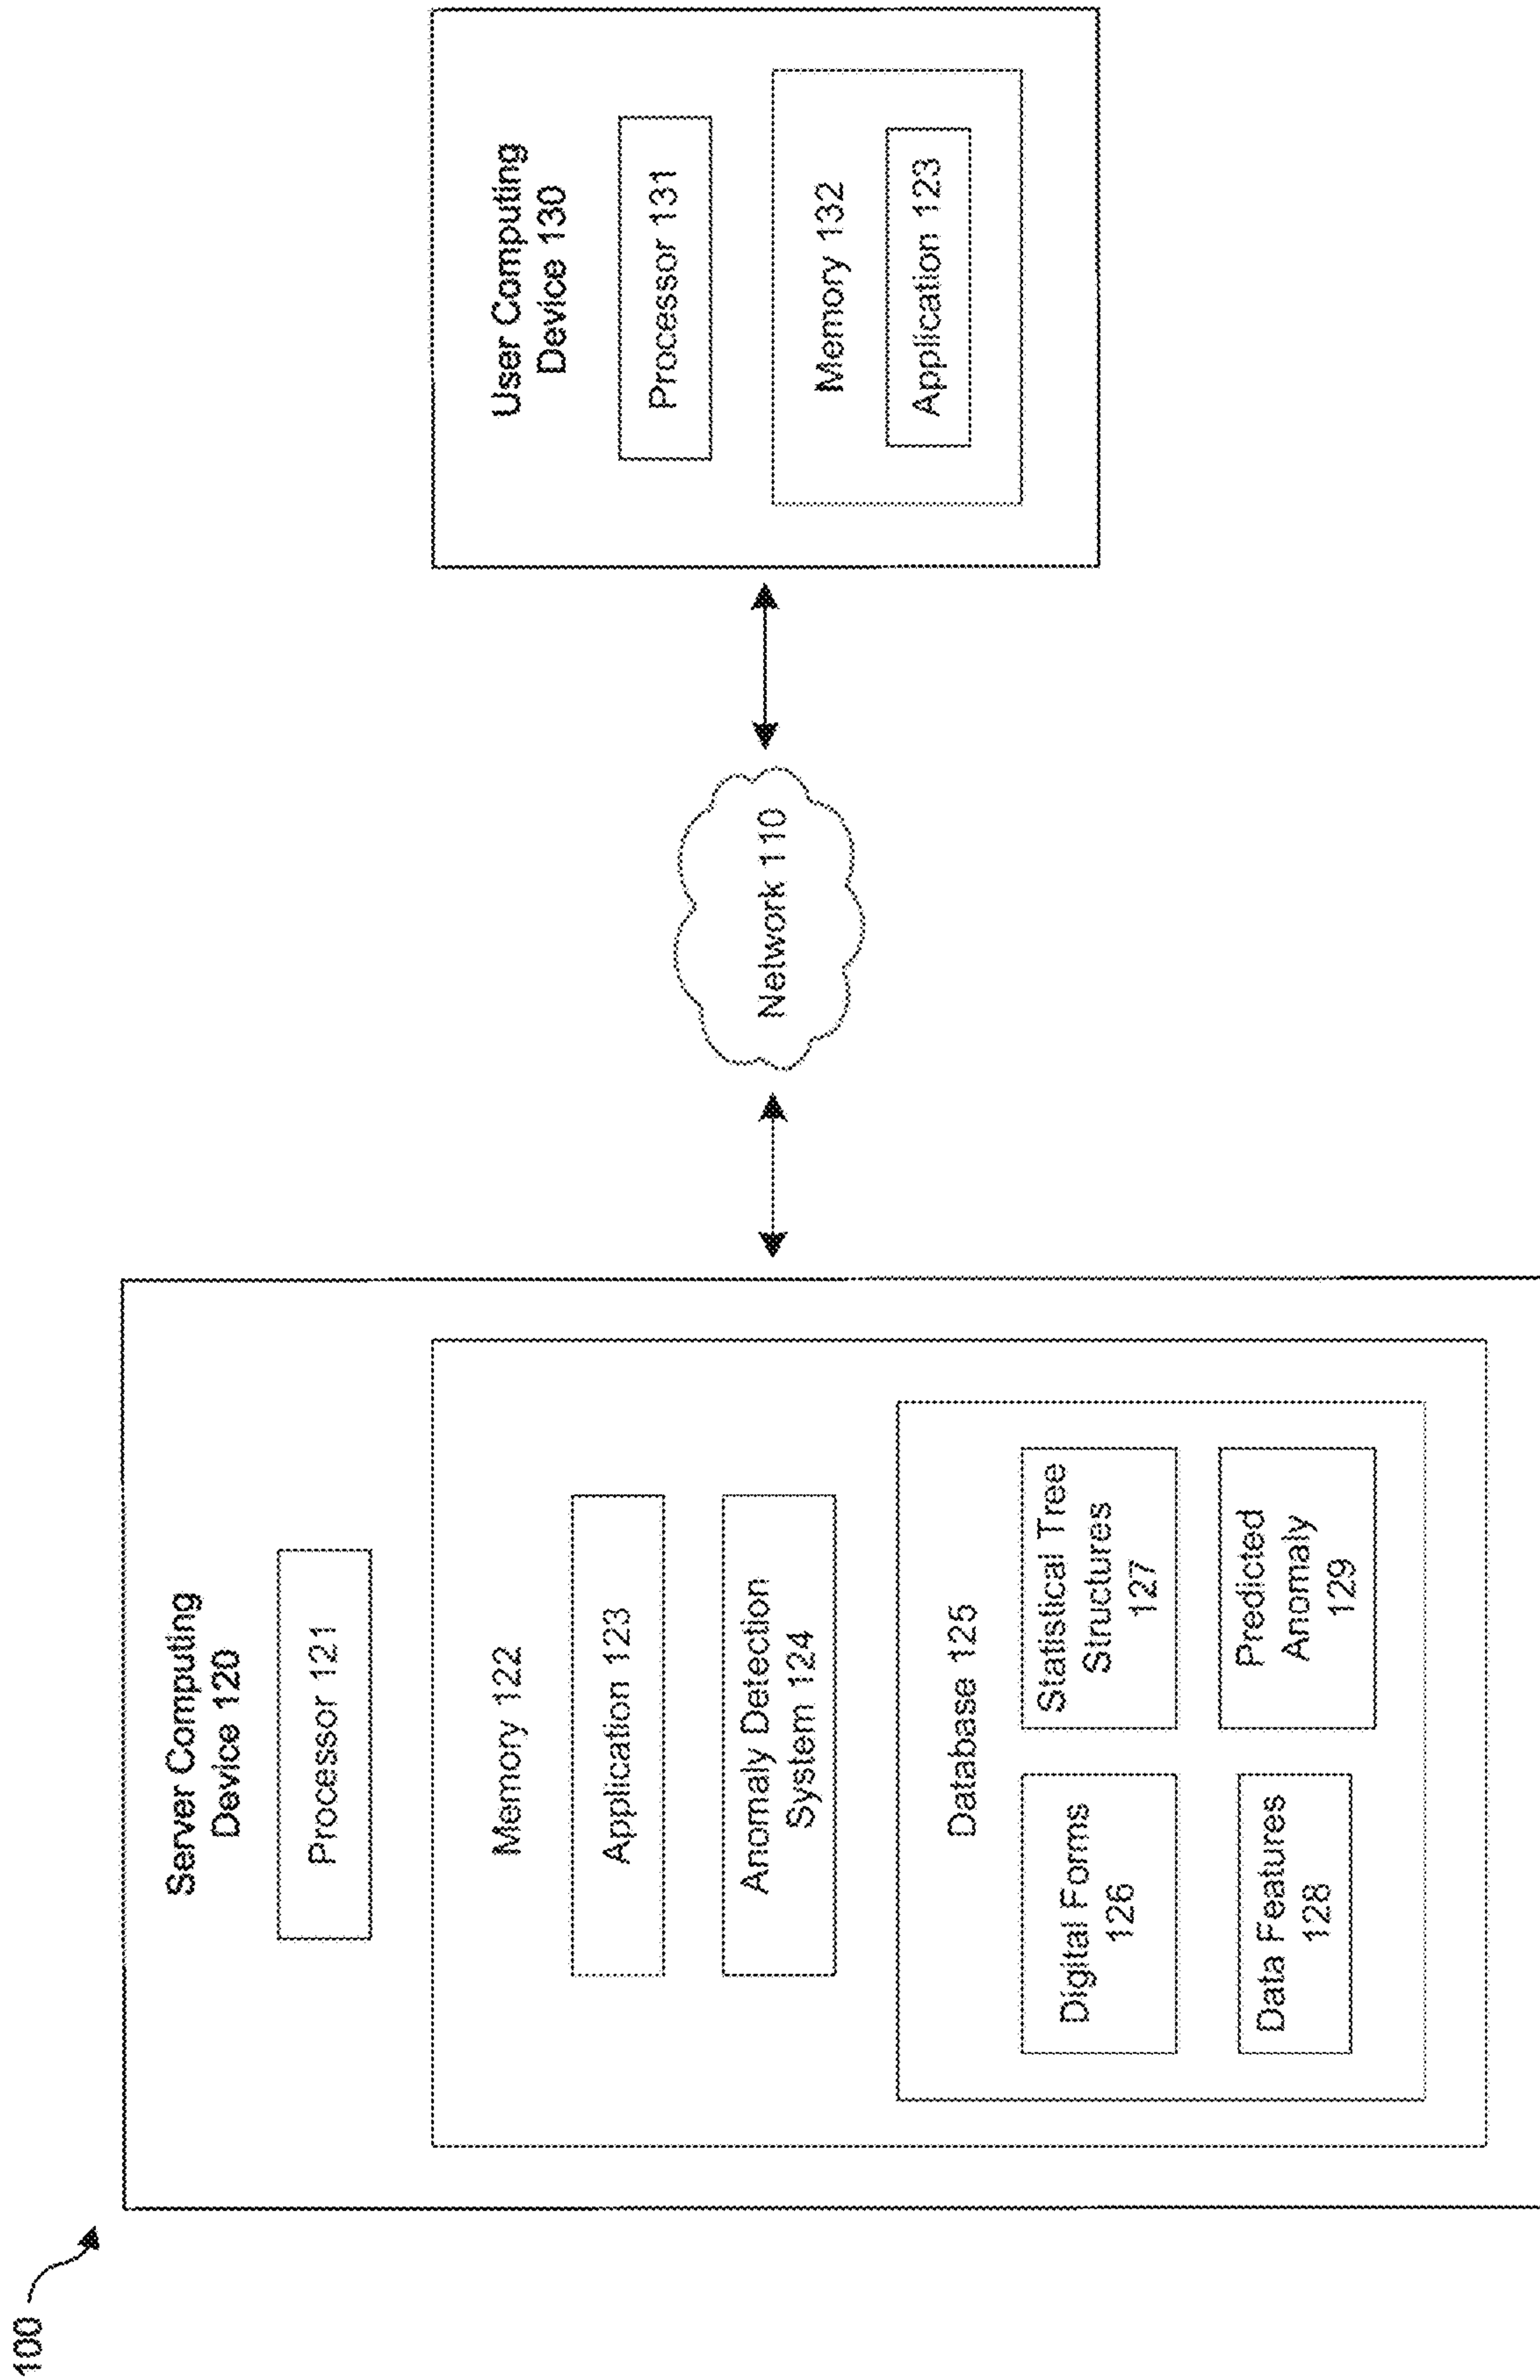 100
Server Computing
Device 120
Processor 121
Memory 122
Application 123
Anomaly Detection
System 124
Database 125
Digital Forms
126
Statistical Tree
Structures
127
Data Features
128
Predicted
Anomaly
129
Network 110
User Computing
Device 130
Processor 131
Memory 132
Application 123